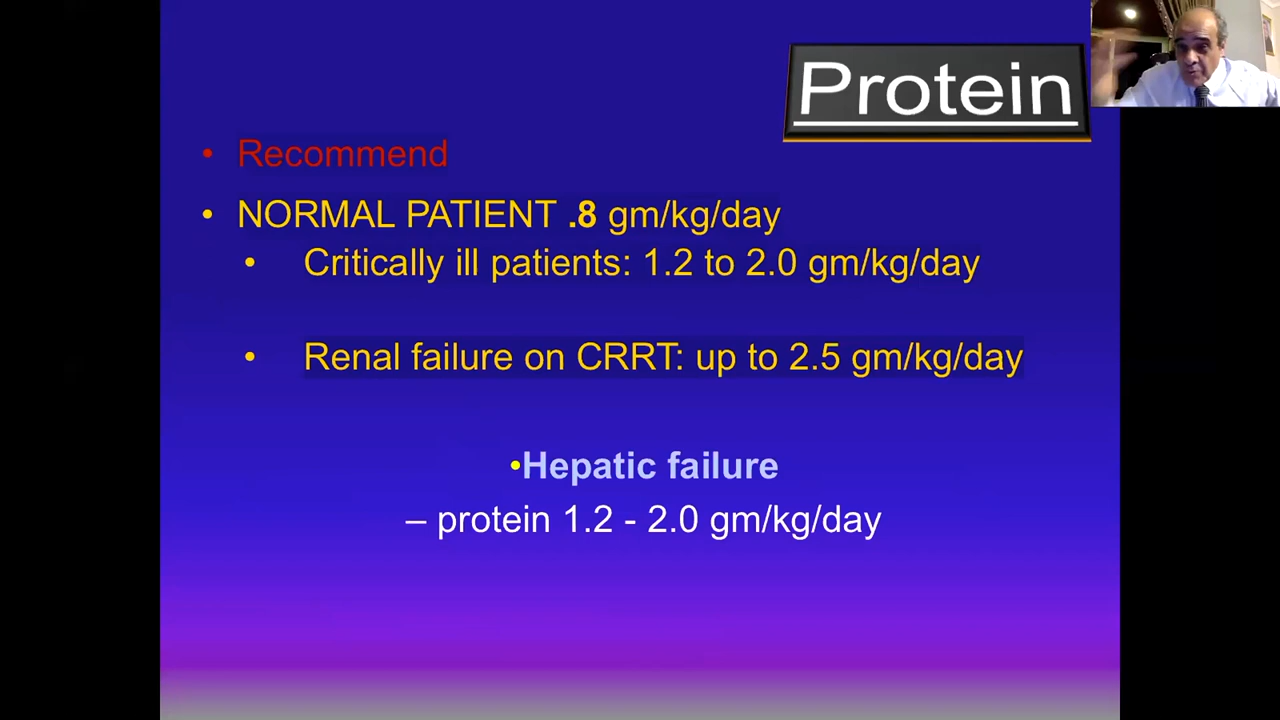 Protein
• Recommend
• NORMAL PATIENT .8 gm/kg/day
• Critically ill patients: 1.2 to 2.0 gm/kg/day
• Renal failure on CRRT: up to 2.5 gm/kg/day
•Hepatic failure
– protein 1.2 - 2.0 gm/kg/day